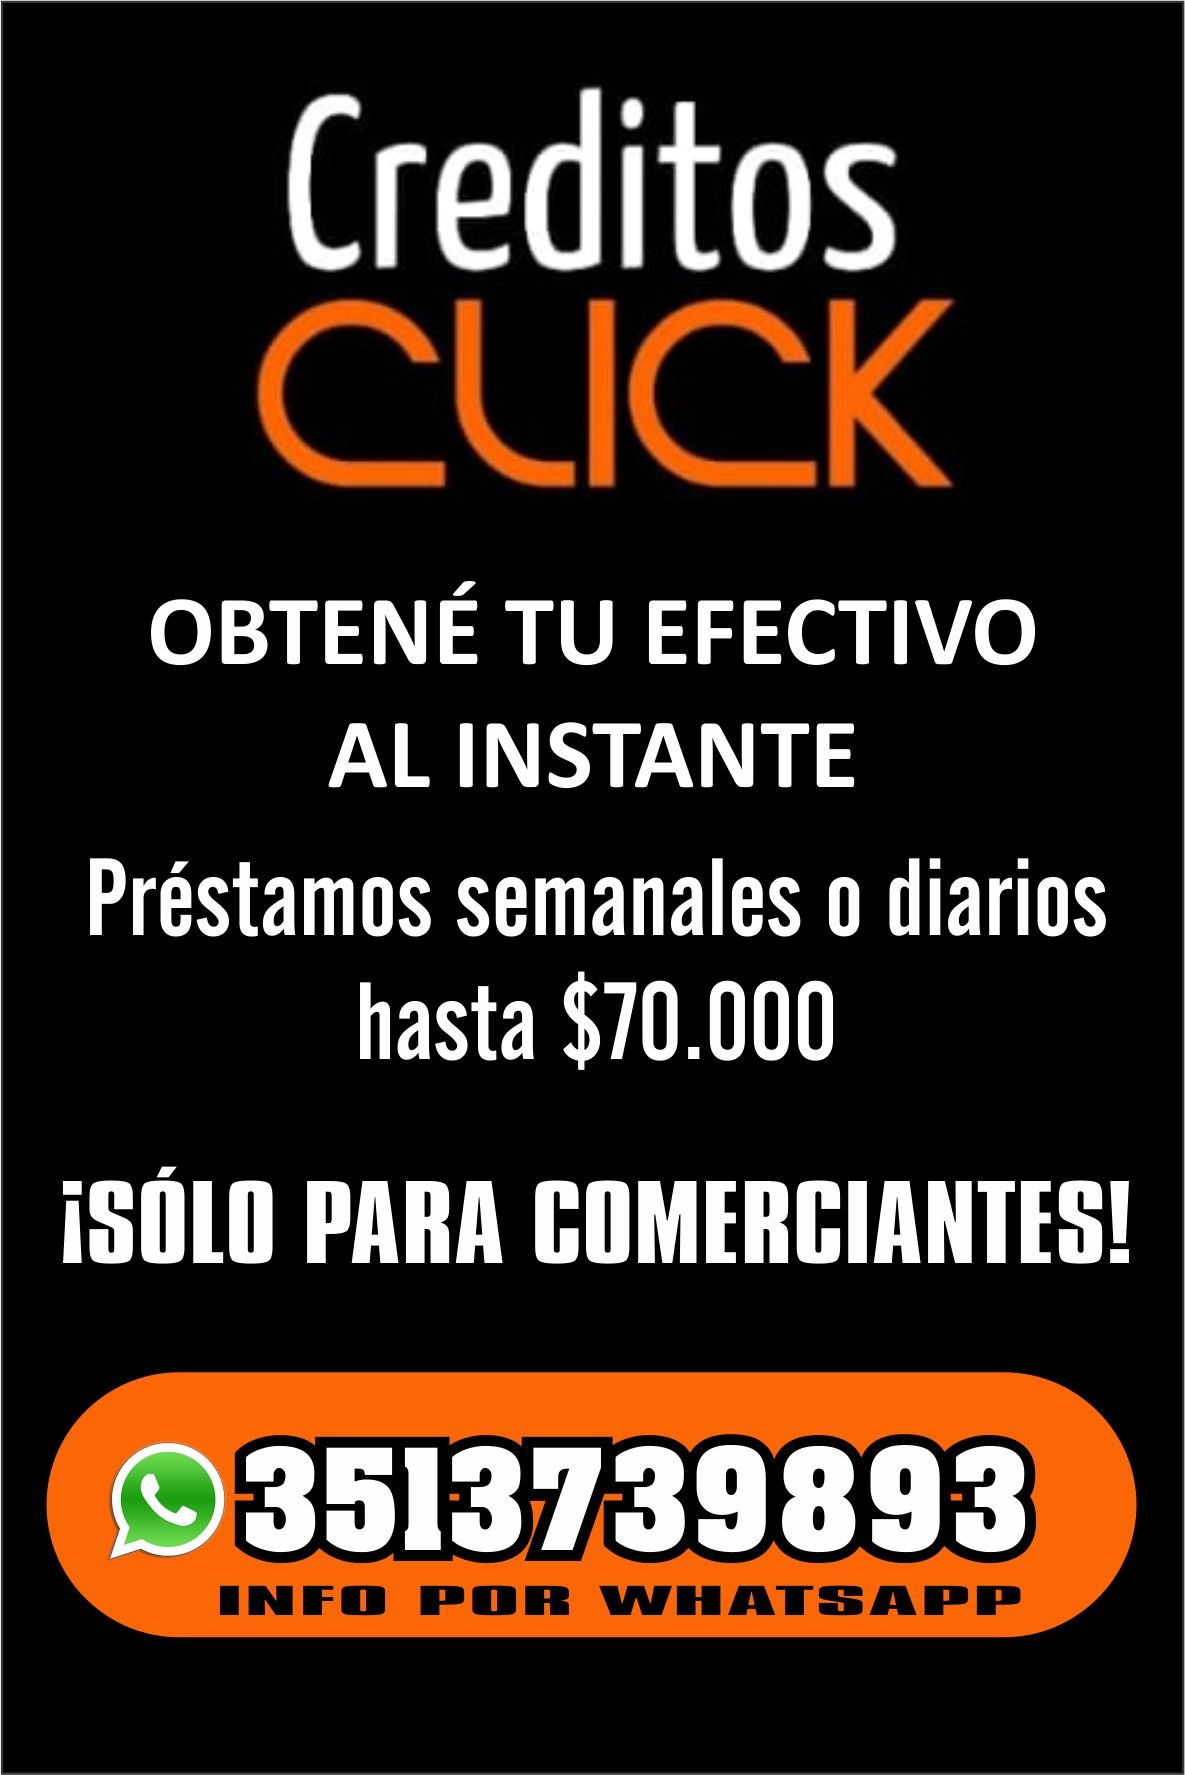 Creditos
CLICK
OBTENÉ TU EFECTIVO
AL INSTANTE
Préstamos semanales o diarios
hasta $70.000
¡SÓLO PARA COMERCIANTES!
3513739893
INFO POR WHATSAPP